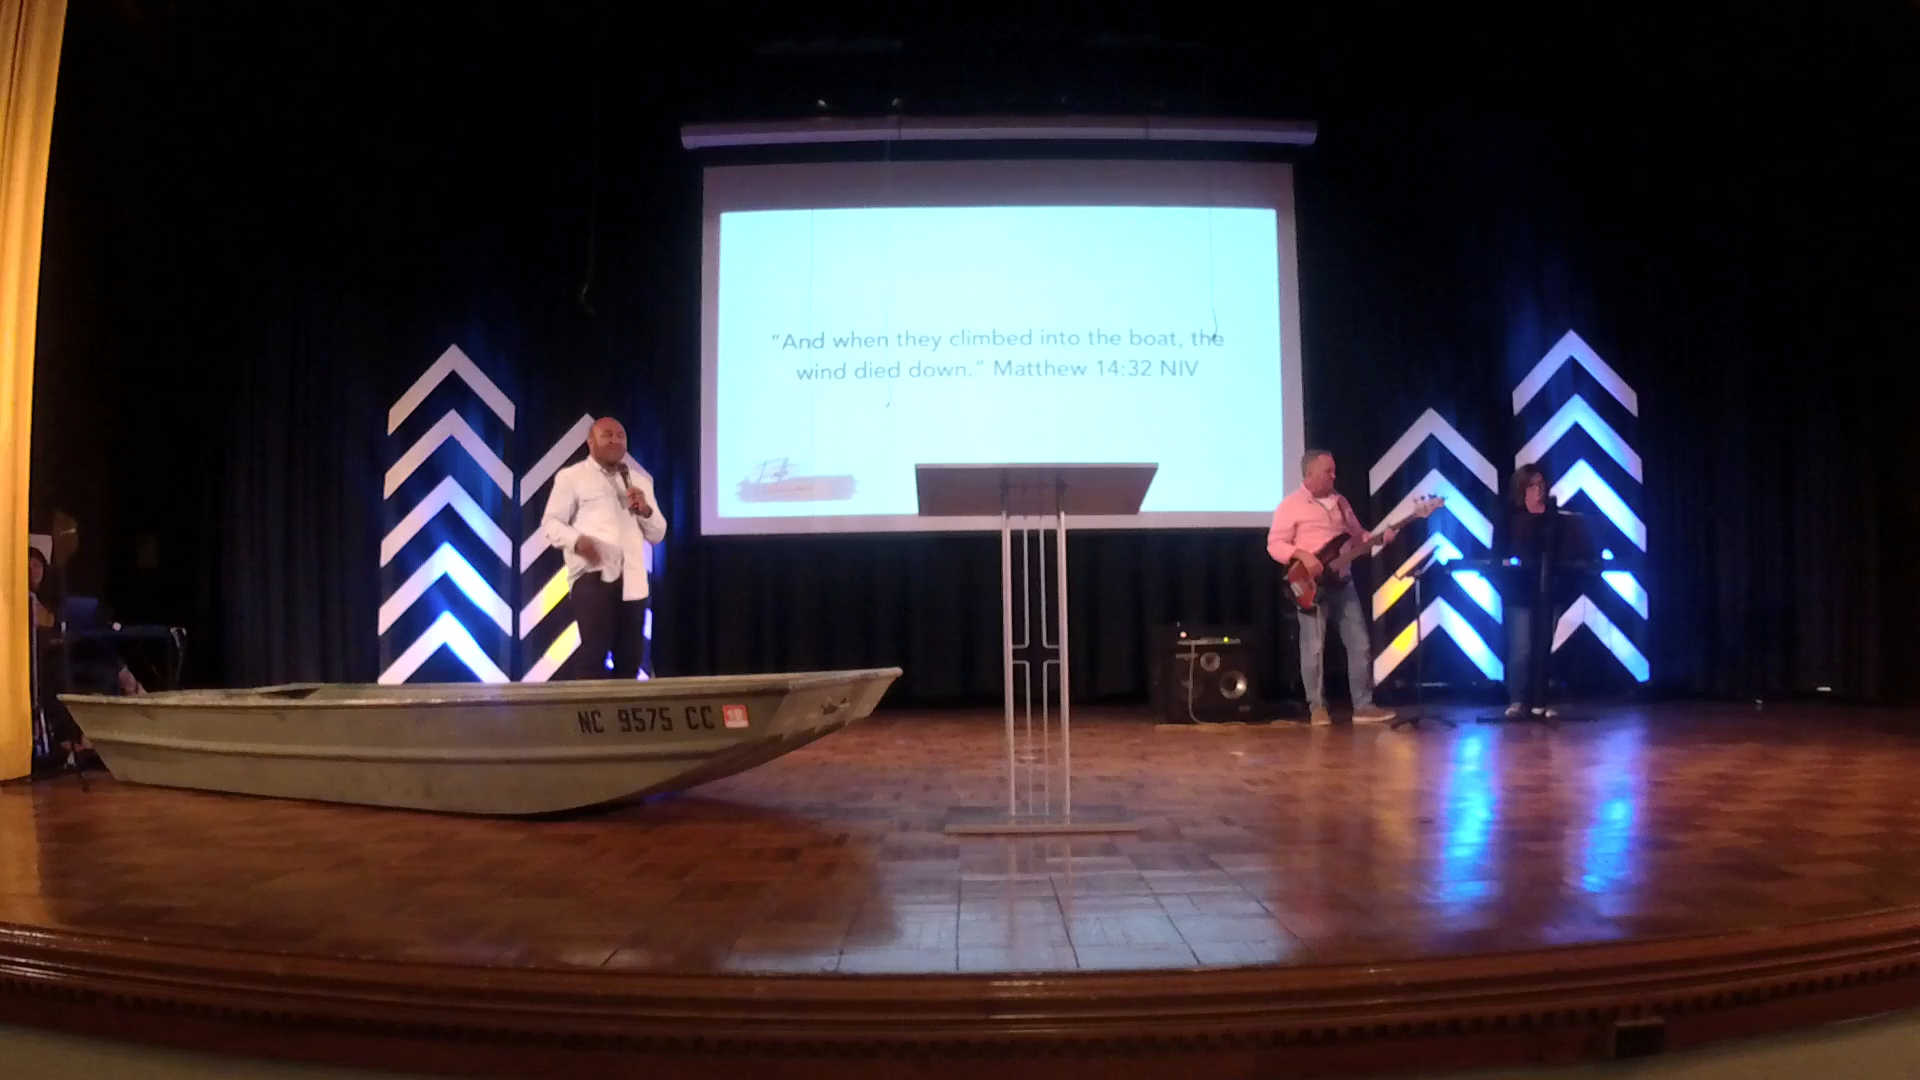 “And when they climbed into the boat, the
wind died down.” Matthew 14:32 NIV
NC 9575 CC